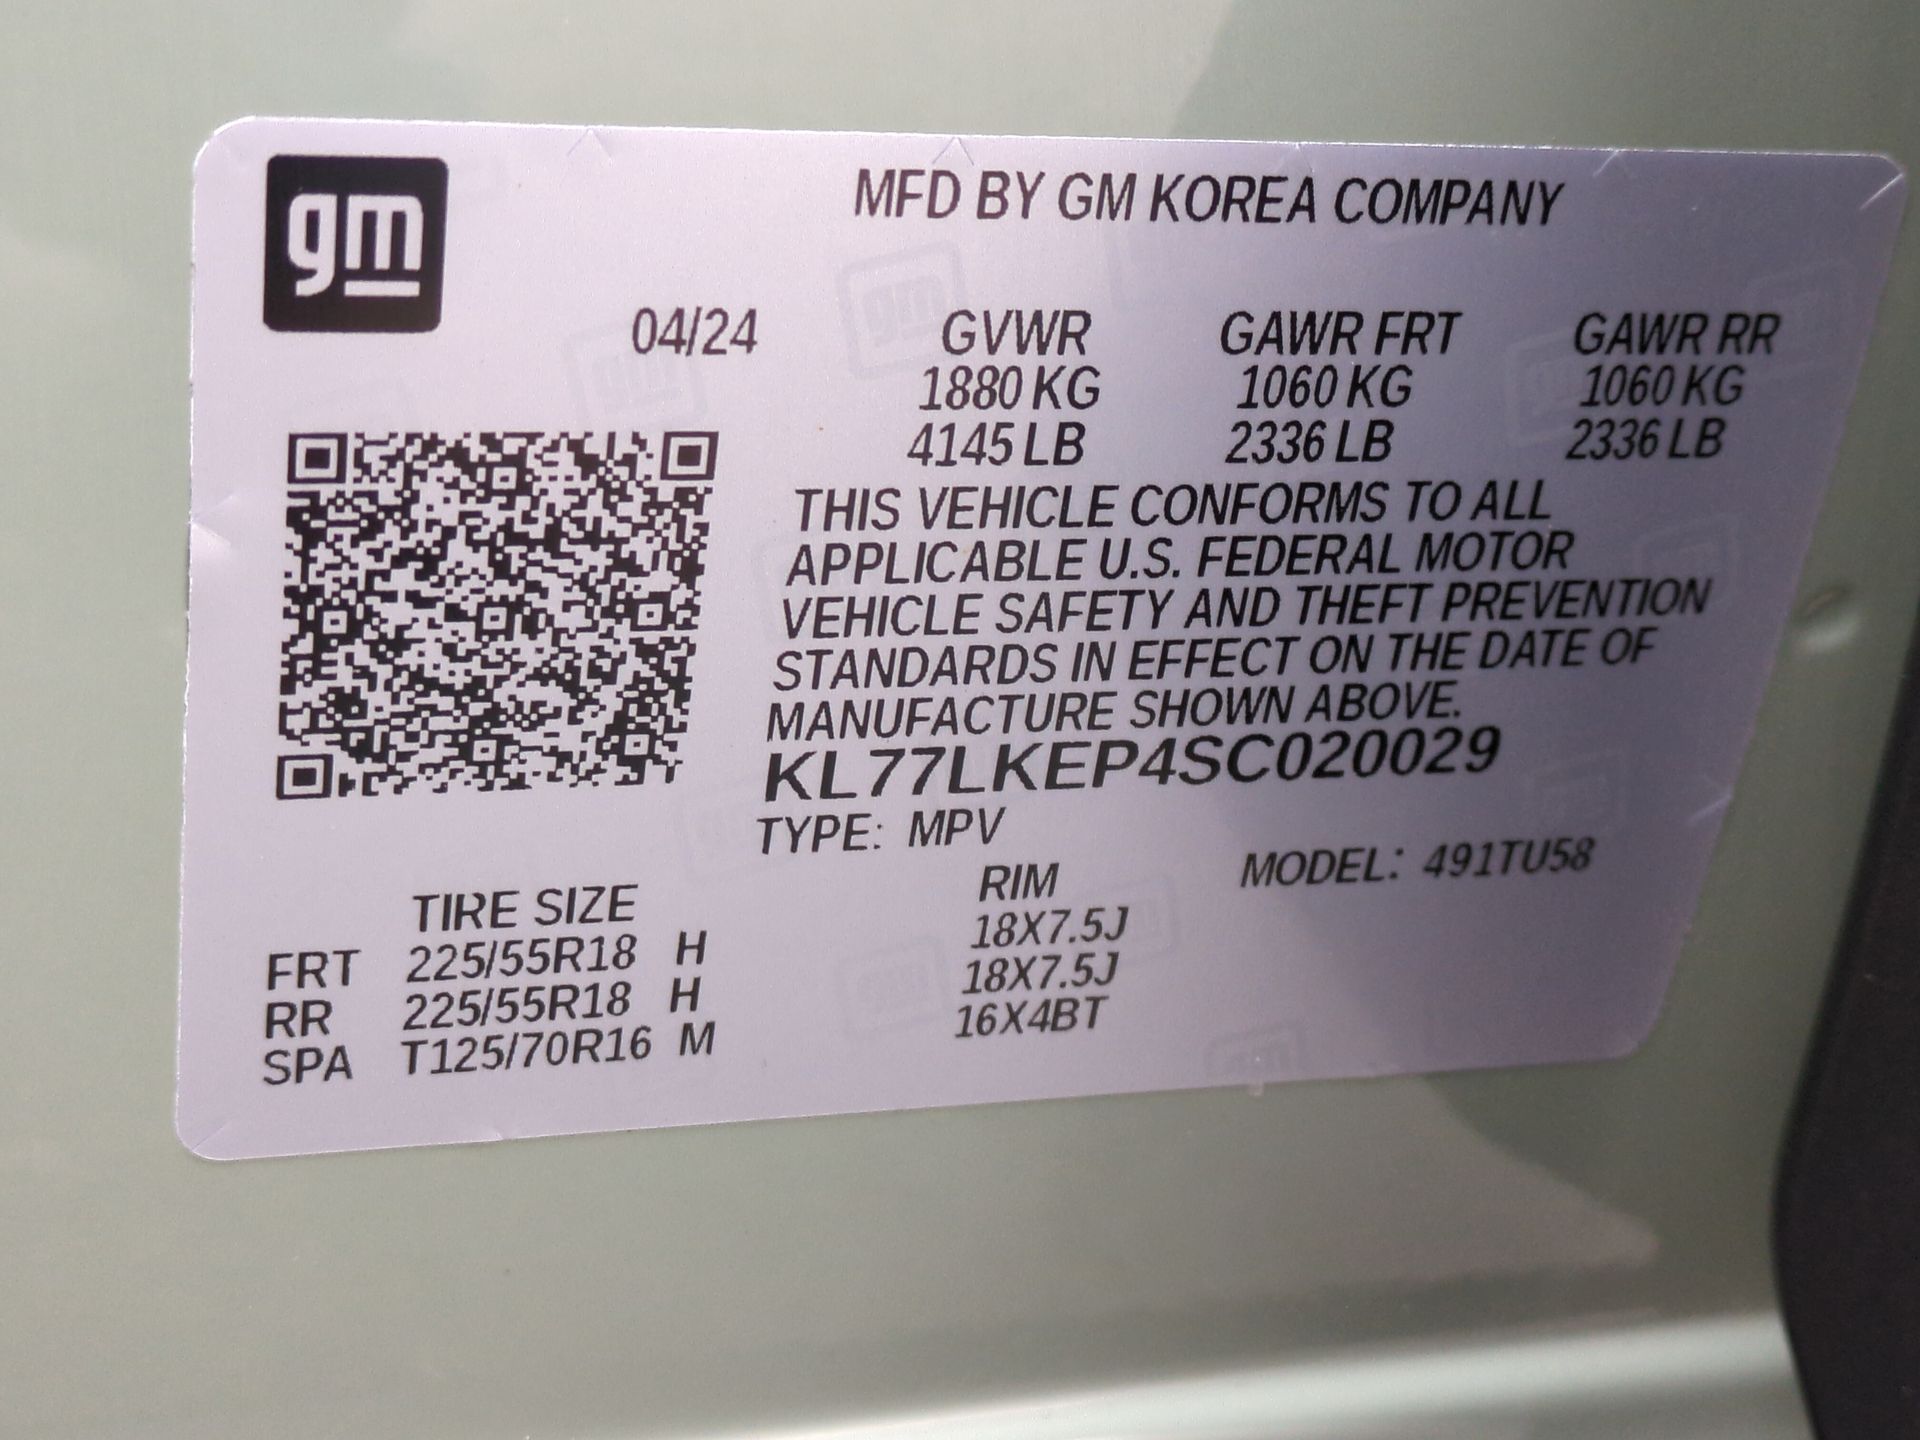 gm
MFD BY GM KOREA COMPANY
04/24 GVWR GAWR FRT GAWR RR
1880 KG 1060 KG 1060 KG
4145 LB 2336 LB 2336 LB
THIS VEHICLE CONFORMS TO ALL
APPLICABLE U.S. FEDERAL MOTOR
VEHICLE SAFETY AND THEFT PREVENTION
STANDARDS IN EFFECT ON THE DATE OF
MANUFACTURE SHOWN ABOVE.
KL77LKEP4SC020029
TYPE: MPV MODEL: 491TU58
TIRE SIZE RIM
FRT 225/55R18 H 18X7.5J
RR 225/55R18 H 18X7.5J
SPA T125/70R16 M 16X4BT